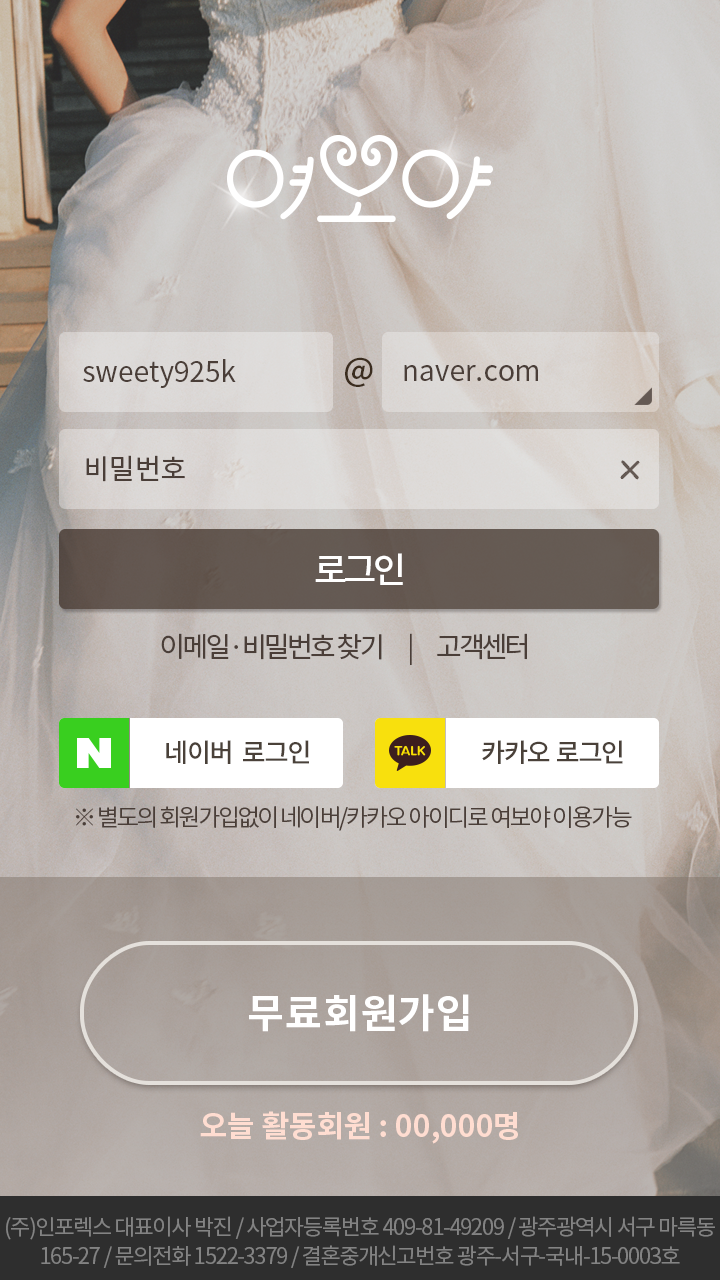 여보야
sweety925k @ naver.com
비밀번호
로그인
이메일·비밀번호 찾기 | 고객센터
N 네이버 로그인 TALK 카카오 로그인
※ 별도의 회원가입없이 네이버/카카오 아이디로 여보야 이용가능
무료회원가입
오늘 활동회원 : 00,000명
(주)인포렉스 대표이사 박진 / 사업자등록번호 409-81-49209 / 광주광역시 서구 마륵동
165-27 / 문의전화 1522-3379 / 결혼중개신고번호 광주-서구-국내-15-0003호